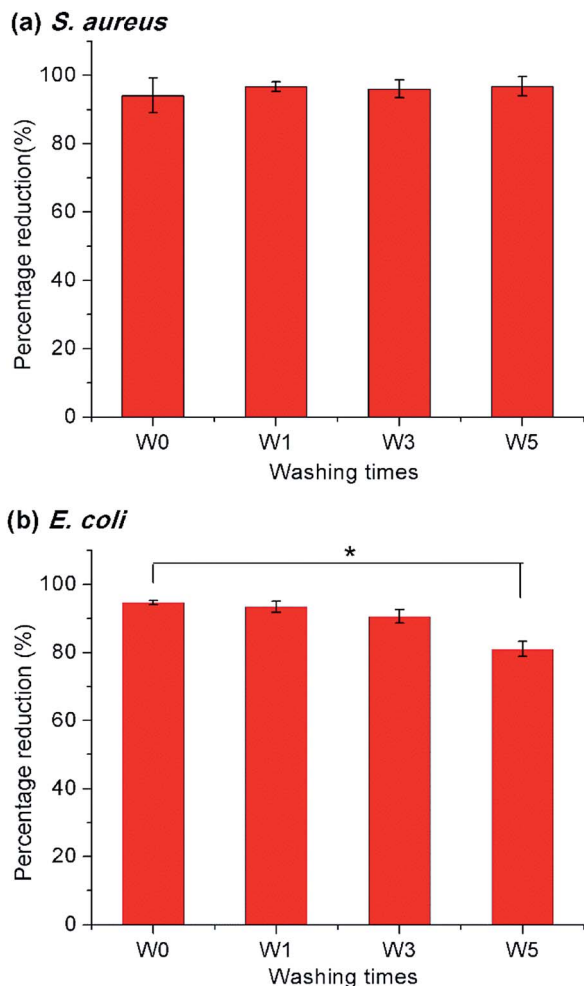 (a) S. aureus
Percentage reduction(%)
100
80
60
40
20
0
W0 W1 W3 W5
Washing times
(b) E. coli
*
Percentage reduction (%)
100
80
60
40
20
0
W0 W1 W3 W5
Washing times